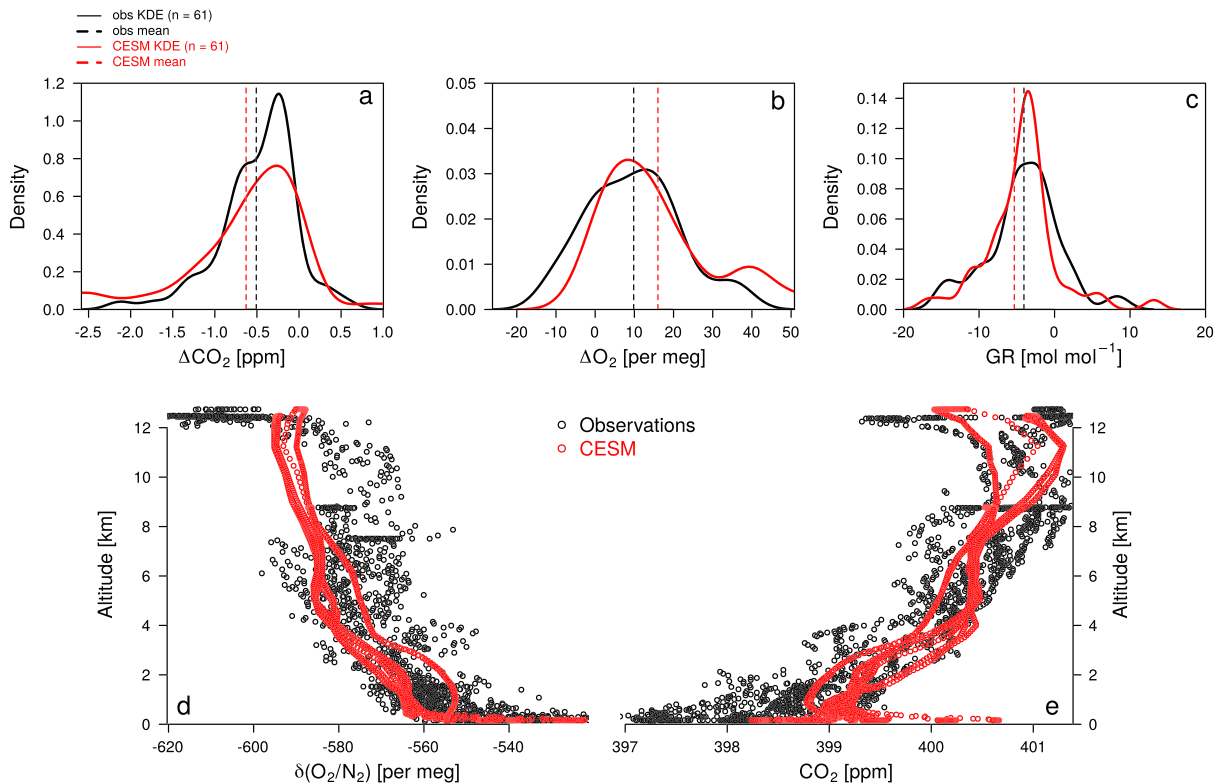 obs KDE (n = 61)
obs mean
CESM KDE (n = 61)
CESM mean
a
Density
0.0 0.2 0.4 0.6 0.8 1.0 1.2
-2.5 -2.0 -1.5 -1.0 -0.5 0.0 0.5 1.0
ΔCO₂ [ppm]
b
Density
0.00 0.01 0.02 0.03 0.04 0.05
-20 -10 0 10 20 30 40 50
ΔO₂ [per meg]
c
Density
0.00 0.02 0.04 0.06 0.08 0.10 0.12 0.14
-20 -10 0 10 20
GR [mol mol⁻¹]
Observations
CESM
d
Altitude [km]
0 2 4 6 8 10 12
-620 -600 -580 -560 -540
δ(O₂/N₂) [per meg]
e
Altitude [km]
0 2 4 6 8 10 12
397 398 399 400 401
CO₂ [ppm]